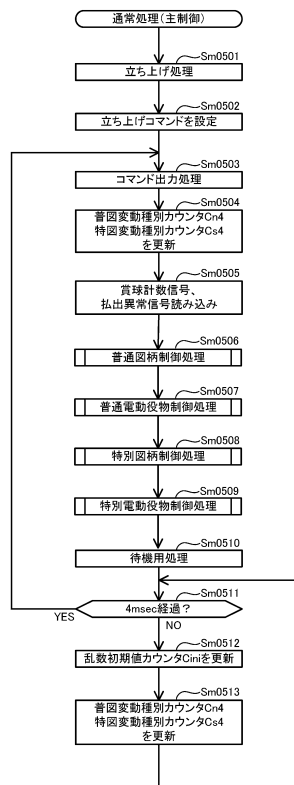 通常処理(主制御)
Sm0501
立ち上げ処理
Sm0502
立ち上げコマンドを設定
Sm0503
コマンド出力処理
Sm0504
普図変動種別カウンタCn4
特図変動種別カウンタCs4
を更新
Sm0505
賞球計数信号、
払出異常信号読み込み
Sm0506
普通図柄制御処理
Sm0507
普通電動役物制御処理
Sm0508
特別図柄制御処理
Sm0509
特別電動役物制御処理
Sm0510
待機用処理
Sm0511
4msec経過?
YES
NO
Sm0512
乱数初期値カウンタCiniを更新
Sm0513
普図変動種別カウンタCn4
特図変動種別カウンタCs4
を更新